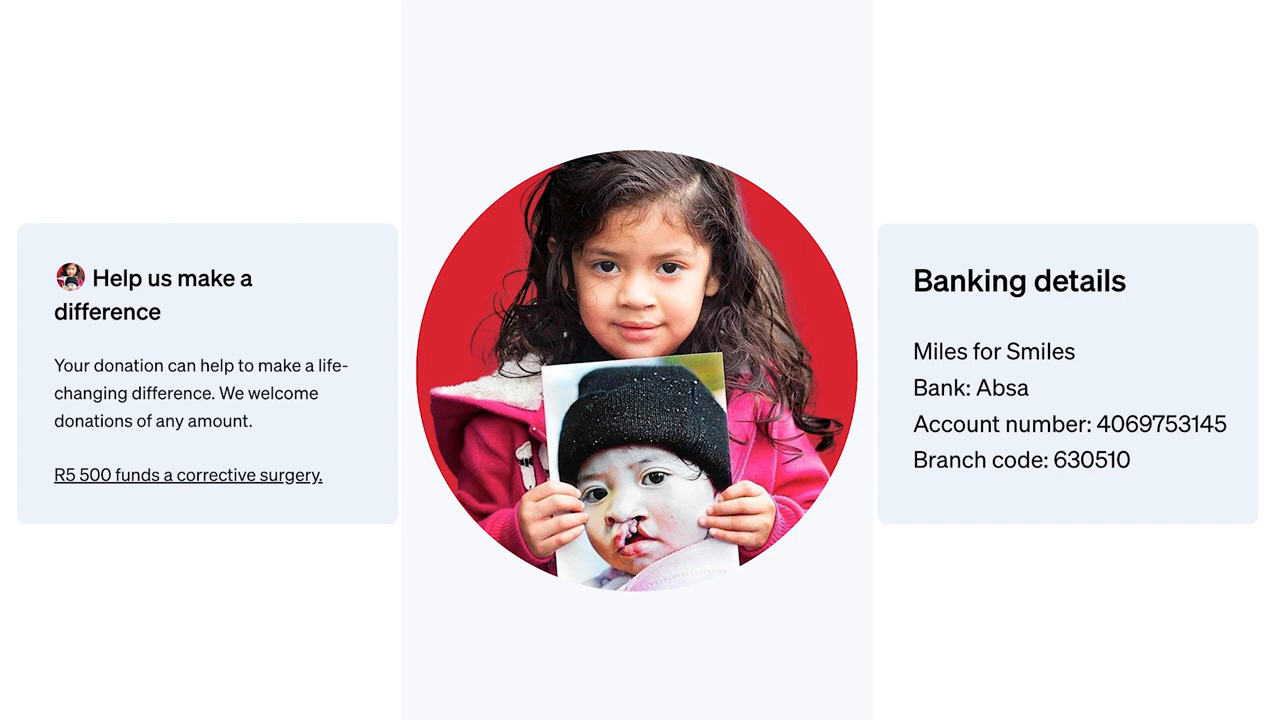 Help us make a
difference
Your donation can help to make a life-
changing difference. We welcome
donations of any amount.
R5 500 funds a corrective surgery.
Banking details
Miles for Smiles
Bank: Absa
Account number: 4069753145
Branch code: 630510